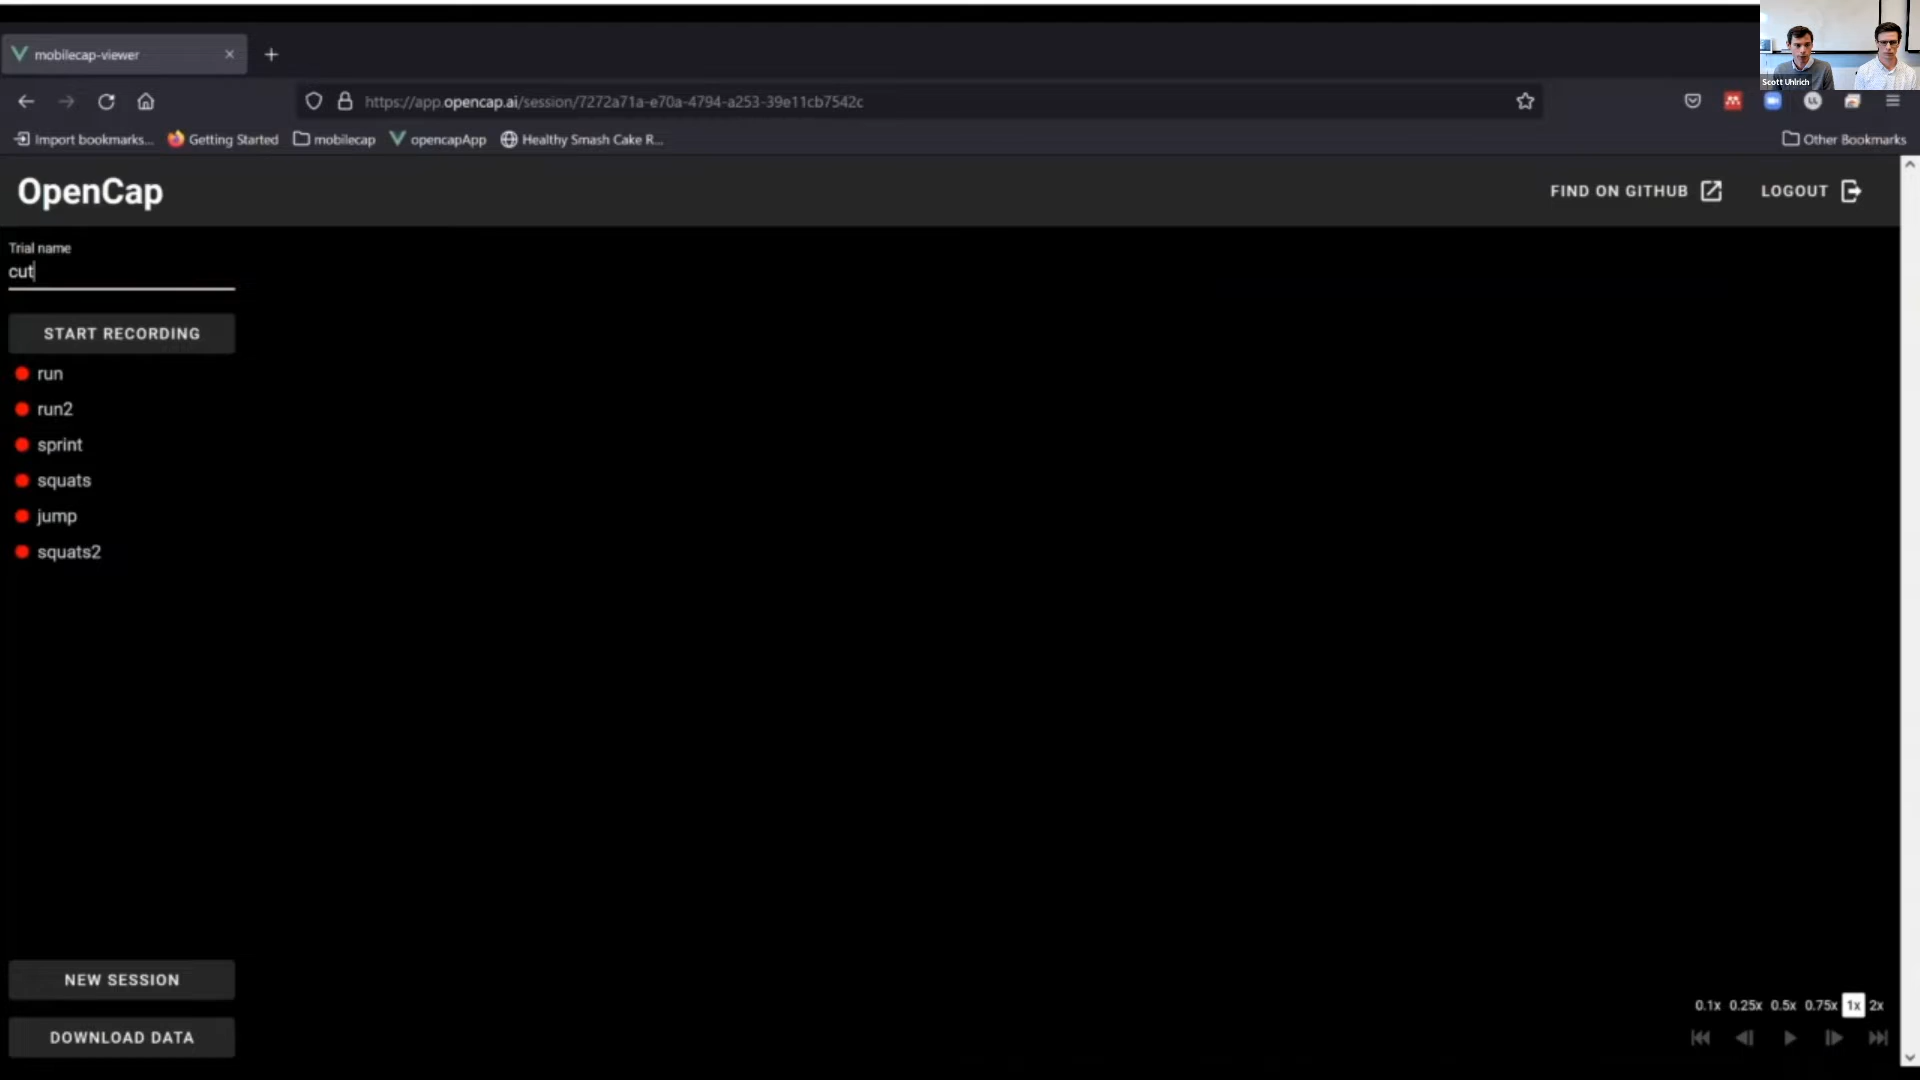 mobilecap-viewer
Scott Uhlrich
https://app.opencap.ai/session/7272a71a-e70a-4794-a253-39e11cb7542c
Import bookmarks... Getting Started mobilecap opencapApp Healthy Smash Cake R... Other Bookmarks
OpenCap FIND ON GITHUB LOGOUT
Trial name
cut
START RECORDING
run
run2
sprint
squats
jump
squats2
NEW SESSION
0.1x 0.25x 0.5x 0.75x 1x 2x
DOWNLOAD DATA